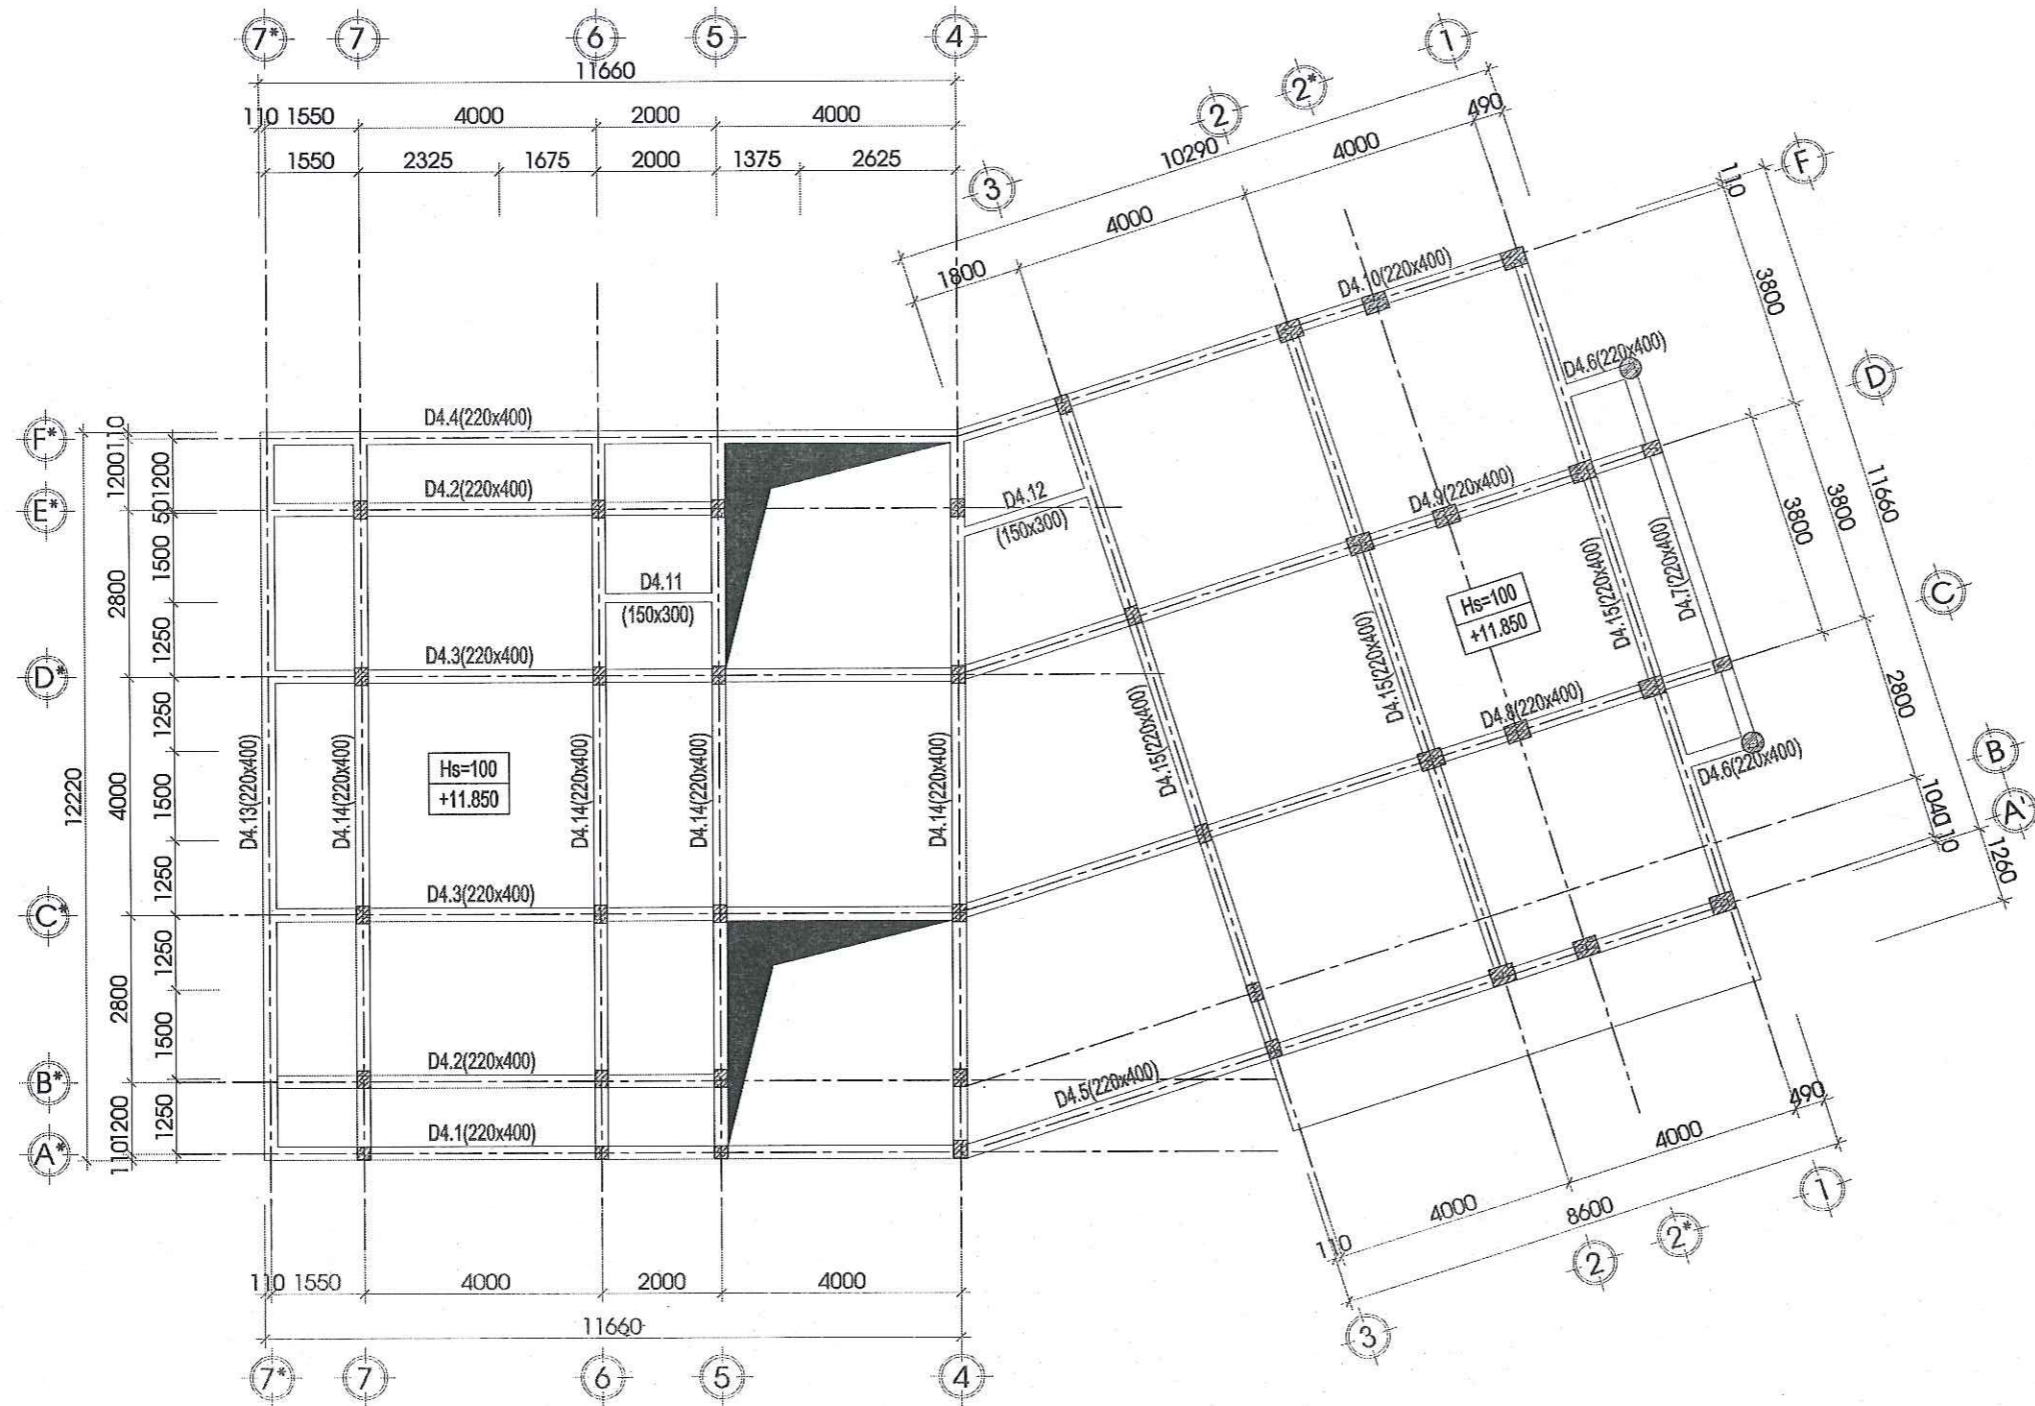 7* 7 6 5 4
11660
110 1550 4000 2000 4000
1550 2325 1675 2000 1375 2625
3 2 2* 1
10290
490
1800 4000 4000
F
110
3800
D
3800
3800
11660
C
2800
B
1040
A'
110
1260
D4.10(220x400)
D4.6(220x400)
D4.9(220x400)
D4.7(220x400)
D4.15(220x400)
D4.15(220x400)
D4.15(220x400)
Hs=100
+11.850
D4.8(220x400)
D4.6(220x400)
D4.12
(150x300)
D4.5(220x400)
F*
E*
D*
C*
B*
A*
12220
110
1200
2800
4000
2800
1200
110
1200
50
1500
1250
1250
1500
1250
1250
1500
1250
D4.4(220x400)
D4.2(220x400)
D4.11
(150x300)
D4.3(220x400)
D4.13(220x400)
D4.14(220x400)
D4.14(220x400)
D4.14(220x400)
D4.14(220x400)
Hs=100
+11.850
D4.3(220x400)
D4.2(220x400)
D4.1(220x400)
110 1550 4000 2000 4000
11660
7* 7 6 5 4
110 4000 4000 490
8600
3 2 2* 1